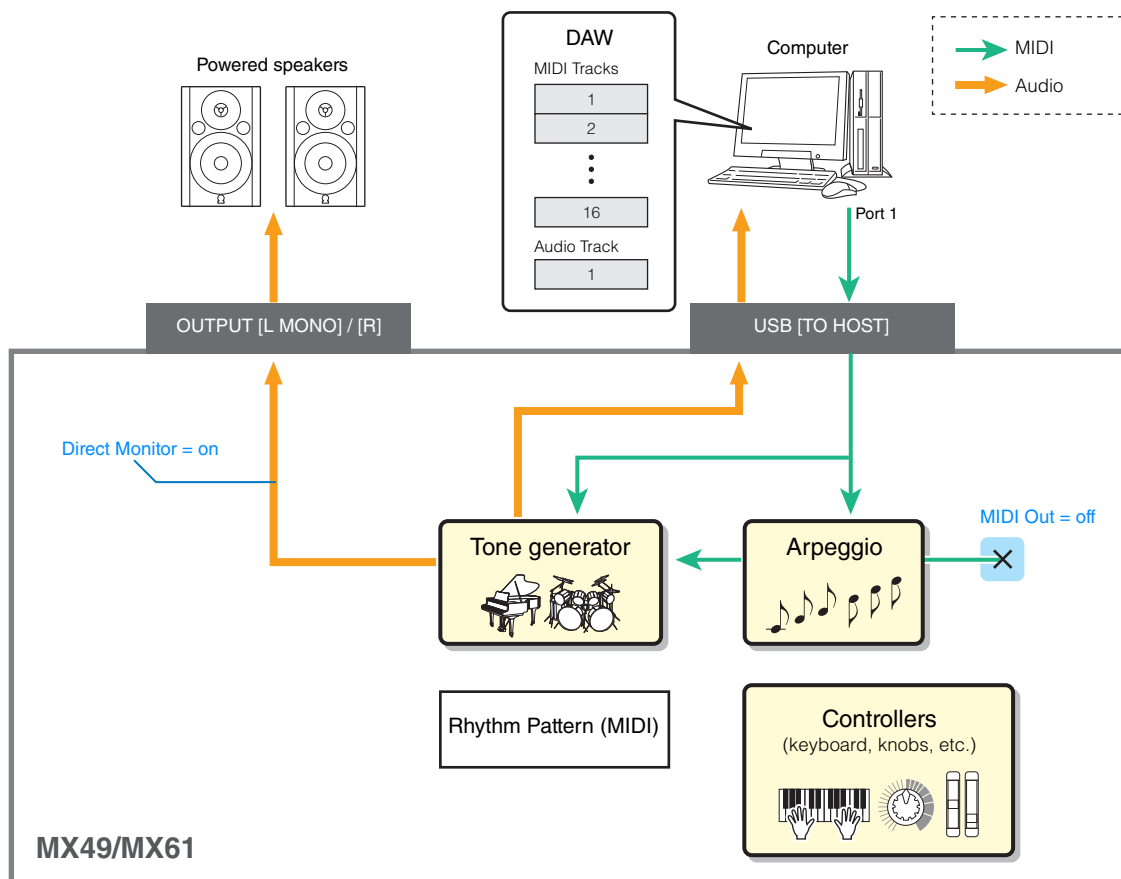 DAW
Computer
MIDI
Powered speakers
MIDI Tracks
Audio
1
2
16
Port 1
Audio Track
1
OUTPUT [L MONO] / [R]
USB [TO HOST]
Direct Monitor = on
MIDI Out = off
Tone generator
Arpeggio
Rhythm Pattern (MIDI)
Controllers
(keyboard, knobs, etc.)
MX49/MX61